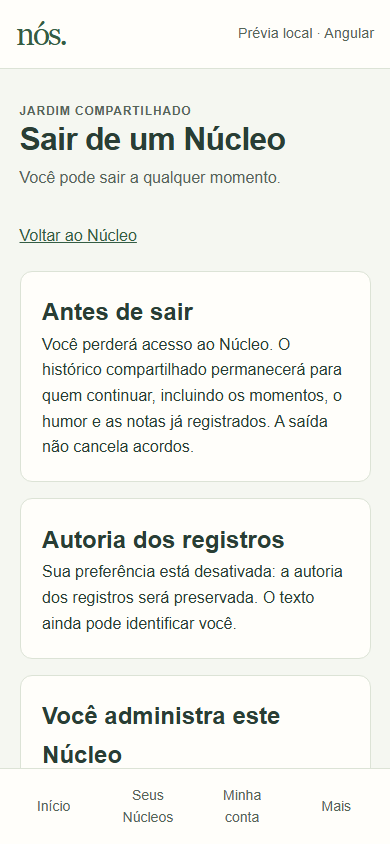 nós.
Prévia local · Angular
JARDIM COMPARTILHADO
Sair de um Núcleo
Você pode sair a qualquer momento.
Voltar ao Núcleo
Antes de sair
Você perderá acesso ao Núcleo. O
histórico compartilhado permanecerá para
quem continuar, incluindo os momentos, o
humor e as notas já registrados. A saída
não cancela acordos.
Autoria dos registros
Sua preferência está desativada: a autoria
dos registros será preservada. O texto
ainda pode identificar você.
Você administra este
Núcleo
Início
Seus
Núcleos
Minha
conta
Mais